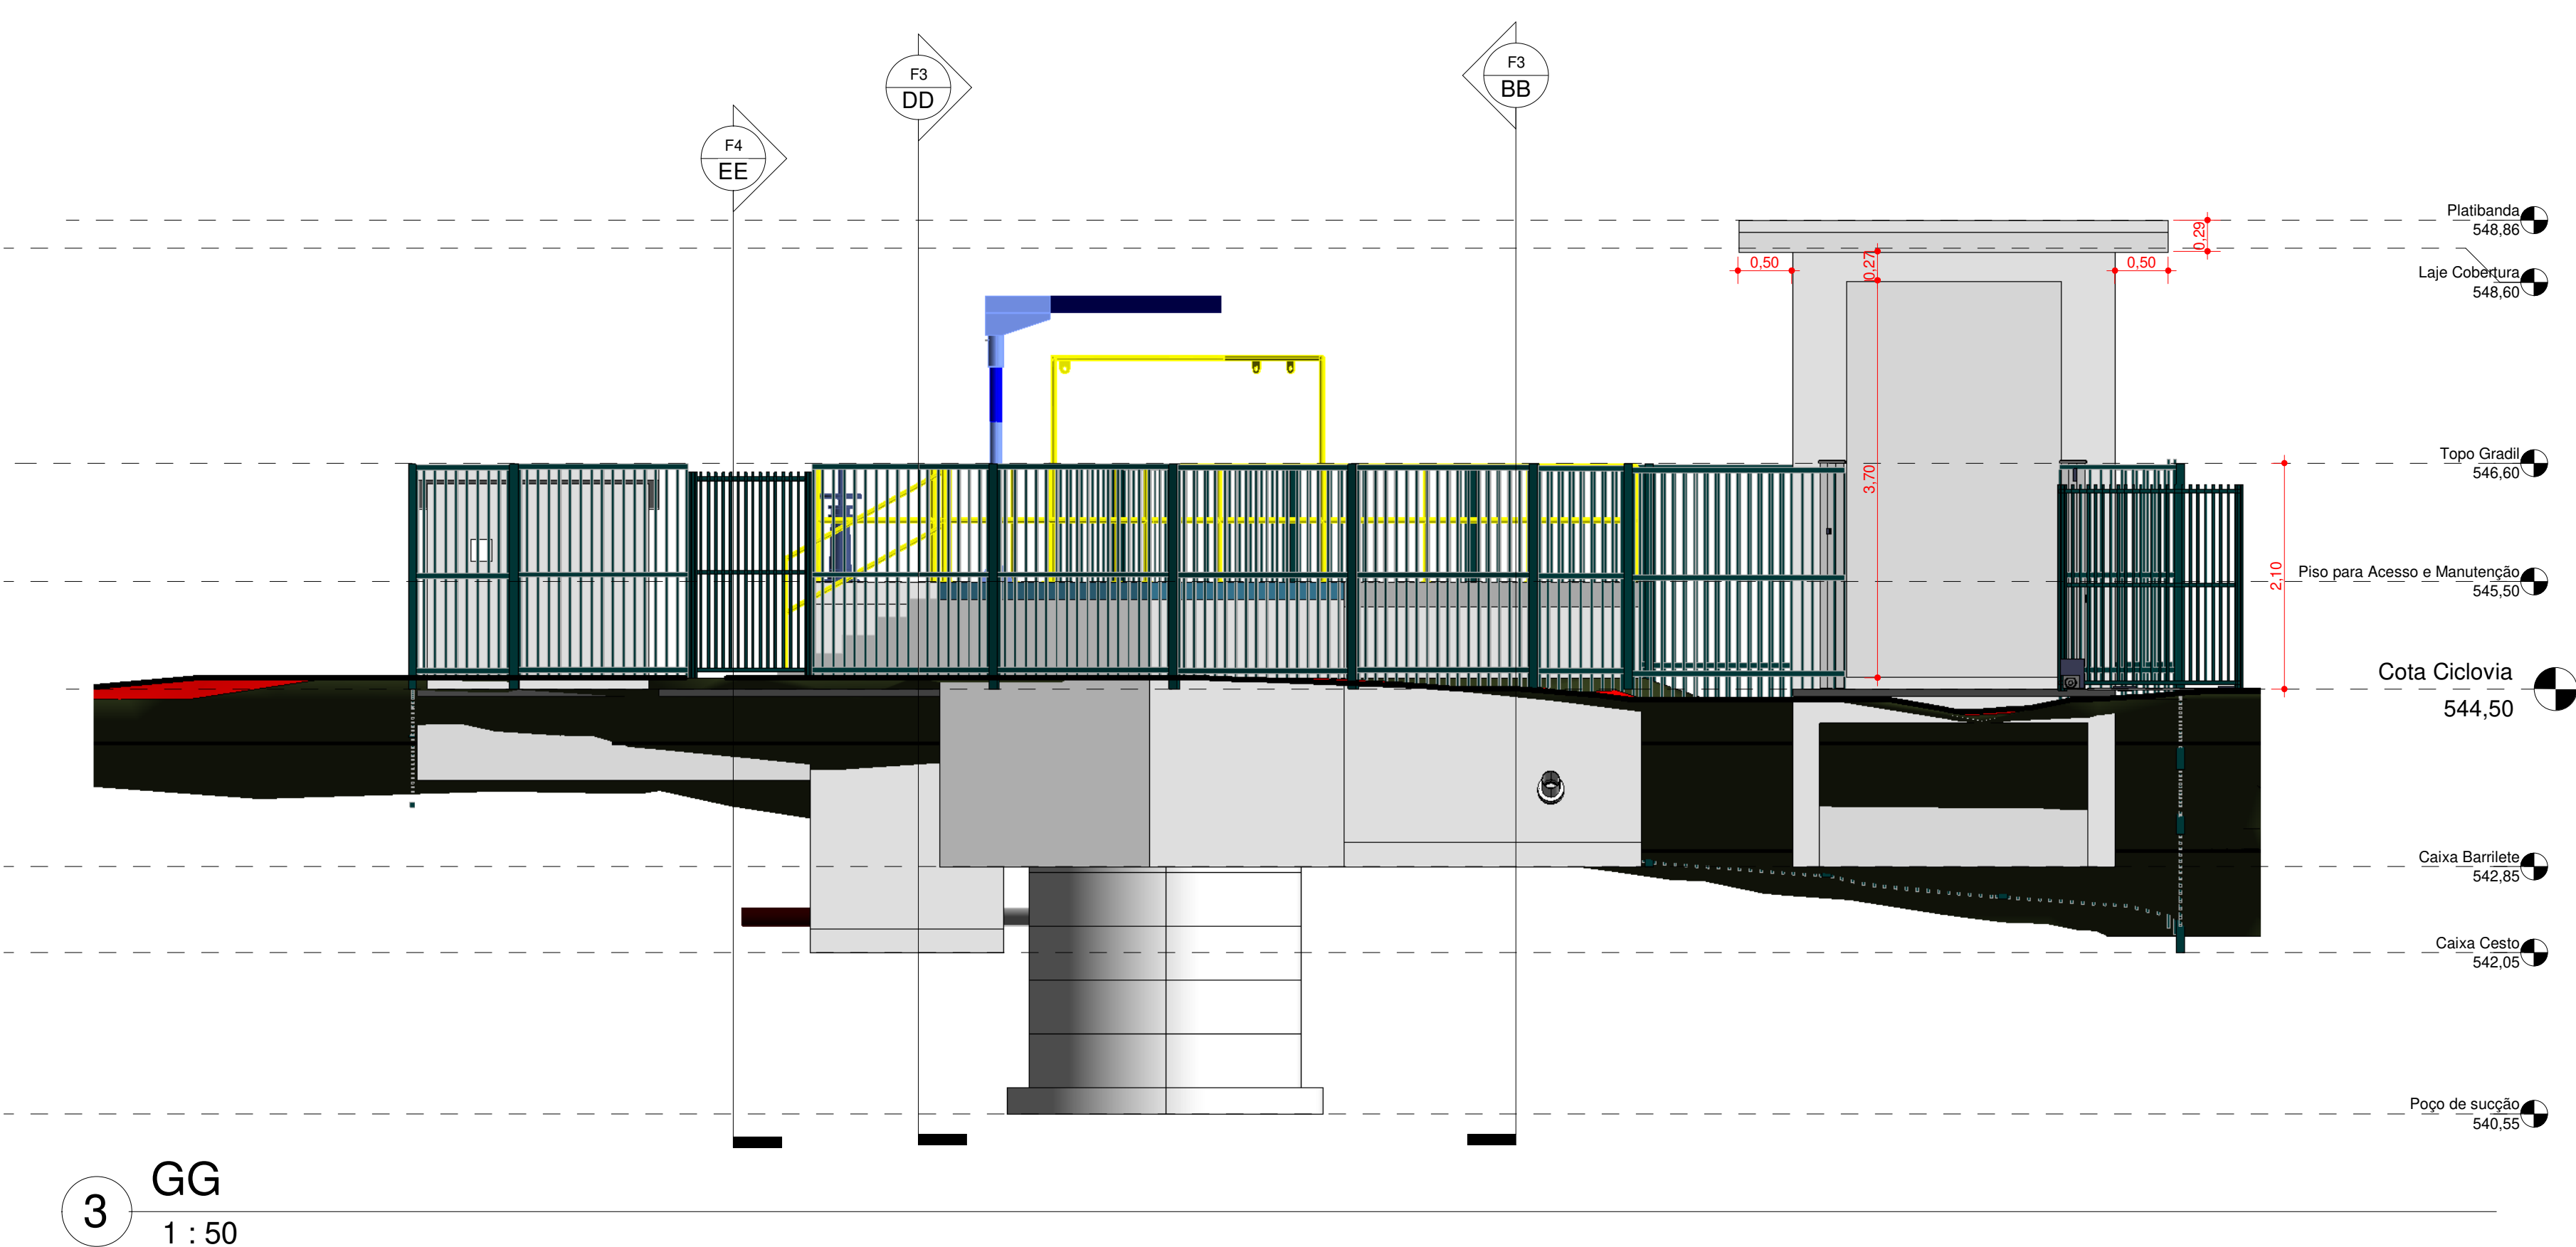 F3
BB
F3
DD
F4
EE
Platibanda
548,86
0,29
0,50
0,27
0,50
Laje Cobertura
548,60
Topo Gradil
546,60
3,70
2,10
Piso para Acesso e Manutenção
545,50
Cota Ciclovia
544,50
Caixa Barrilete
542,85
Caixa Cesto
542,05
Poço de sucção
540,55
3
GG
1 : 50